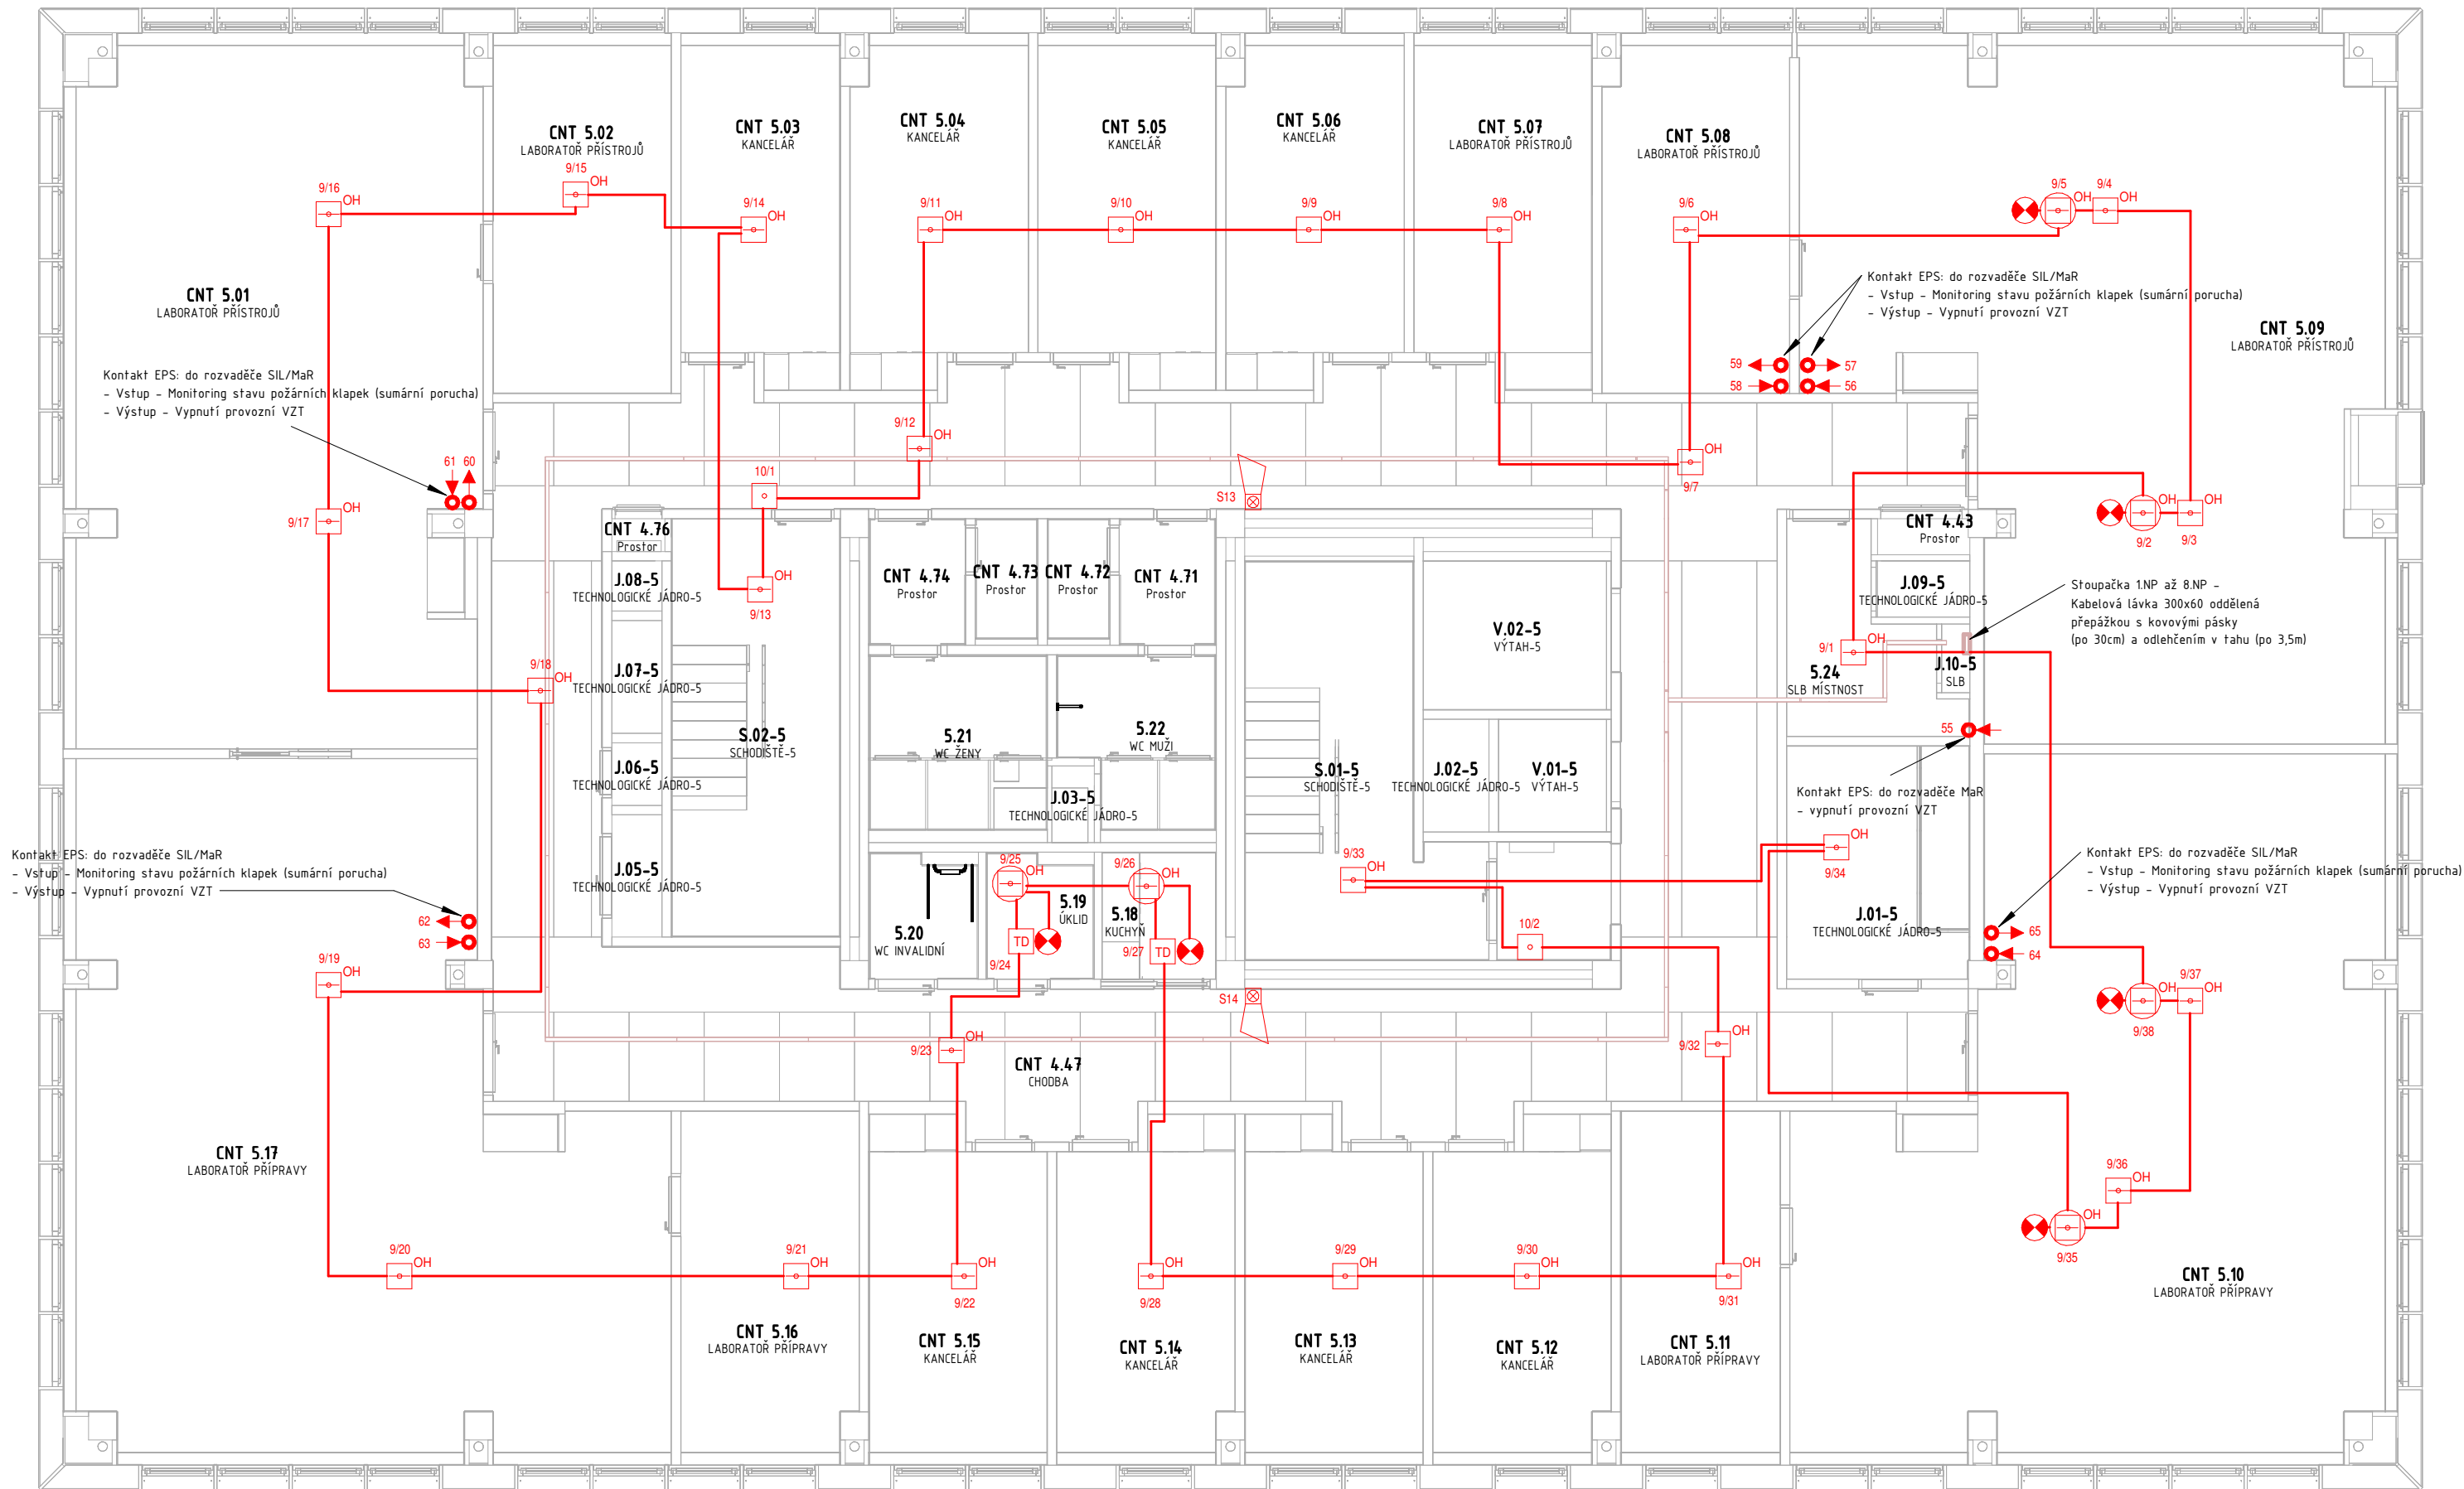 CNT 5.01
LABORATOŘ PŘÍSTROJŮ
CNT 5.02
LABORATOŘ PŘÍSTROJŮ
CNT 5.03
KANCELÁŘ
CNT 5.04
KANCELÁŘ
CNT 5.05
KANCELÁŘ
CNT 5.06
KANCELÁŘ
CNT 5.07
LABORATOŘ PŘÍSTROJŮ
CNT 5.08
LABORATOŘ PŘÍSTROJŮ
CNT 5.09
LABORATOŘ PŘÍSTROJŮ
9/16
OH
9/15
OH
9/14
OH
9/11
OH
9/10
OH
9/9
OH
9/8
OH
9/6
OH
9/5
OH
9/4
OH
Kontakt EPS: do rozvaděče SIL/MaR
- Vstup - Monitoring stavu požárních klapek (sumární porucha)
- Výstup - Vypnutí provozní VZT
59
57
58
56
Kontakt EPS: do rozvaděče SIL/MaR
- Vstup - Monitoring stavu požárních klapek (sumární porucha)
- Výstup - Vypnutí provozní VZT
61
60
9/12
OH
10/1
S13
OH
9/7
9/17
OH
OH
9/2
OH
9/3
CNT 4.76
Prostor
J.08-5
TECHNOLOGICKÉ JÁDRO-5
OH
9/13
CNT 4.74
Prostor
CNT 4.73
Prostor
CNT 4.72
Prostor
CNT 4.71
Prostor
CNT 4.43
Prostor
J.09-5
TECHNOLOGICKÉ JÁDRO-5
Stoupačka 1.NP až 8.NP -
Kabelová lávka 300x60 oddělená
přepážkou s kovovými pásky
(po 30cm) a odlehčením v tahu (po 3,5m)
V.02-5
VÝTAH-5
9/1
OH
5.24
SLB MÍSTNOST
J.10-5
SLB
9/18
OH
J.07-5
TECHNOLOGICKÉ JÁDRO-5
S.02-5
SCHODIŠTĚ-5
5.21
WC ŽENY
5.22
WC MUŽI
55
J.06-5
TECHNOLOGICKÉ JÁDRO-5
J.03-5
TECHNOLOGICKÉ JÁDRO-5
S.01-5
SCHODIŠTĚ-5
J.02-5
TECHNOLOGICKÉ JÁDRO-5
V.01-5
VÝTAH-5
Kontakt EPS: do rozvaděče MaR
- vypnutí provozní VZT
Kontakt EPS: do rozvaděče SIL/MaR
- Vstup - Monitoring stavu požárních klapek (sumární porucha)
- Výstup - Vypnutí provozní VZT
62
63
J.05-5
TECHNOLOGICKÉ JÁDRO-5
9/25
OH
9/26
OH
9/33
OH
OH
9/34
Kontakt EPS: do rozvaděče SIL/MaR
- Vstup - Monitoring stavu požárních klapek (sumární porucha)
- Výstup - Vypnutí provozní VZT
5.20
WC INVALIDNÍ
5.19
ÚKLID
5.18
KUCHYŇ
TD
9/24
TD
9/27
10/2
J.01-5
TECHNOLOGICKÉ JÁDRO-5
65
64
9/19
OH
S14
OH
9/38
9/37
OH
9/23
OH
9/32
OH
CNT 4.47
CHODBA
CNT 5.17
LABORATOŘ PŘÍPRAVY
9/36
OH
OH
9/35
9/20
OH
9/21
OH
OH
9/22
OH
9/28
9/29
OH
9/30
OH
OH
9/31
CNT 5.10
LABORATOŘ PŘÍPRAVY
CNT 5.16
LABORATOŘ PŘÍPRAVY
CNT 5.15
KANCELÁŘ
CNT 5.14
KANCELÁŘ
CNT 5.13
KANCELÁŘ
CNT 5.12
KANCELÁŘ
CNT 5.11
LABORATOŘ PŘÍPRAVY